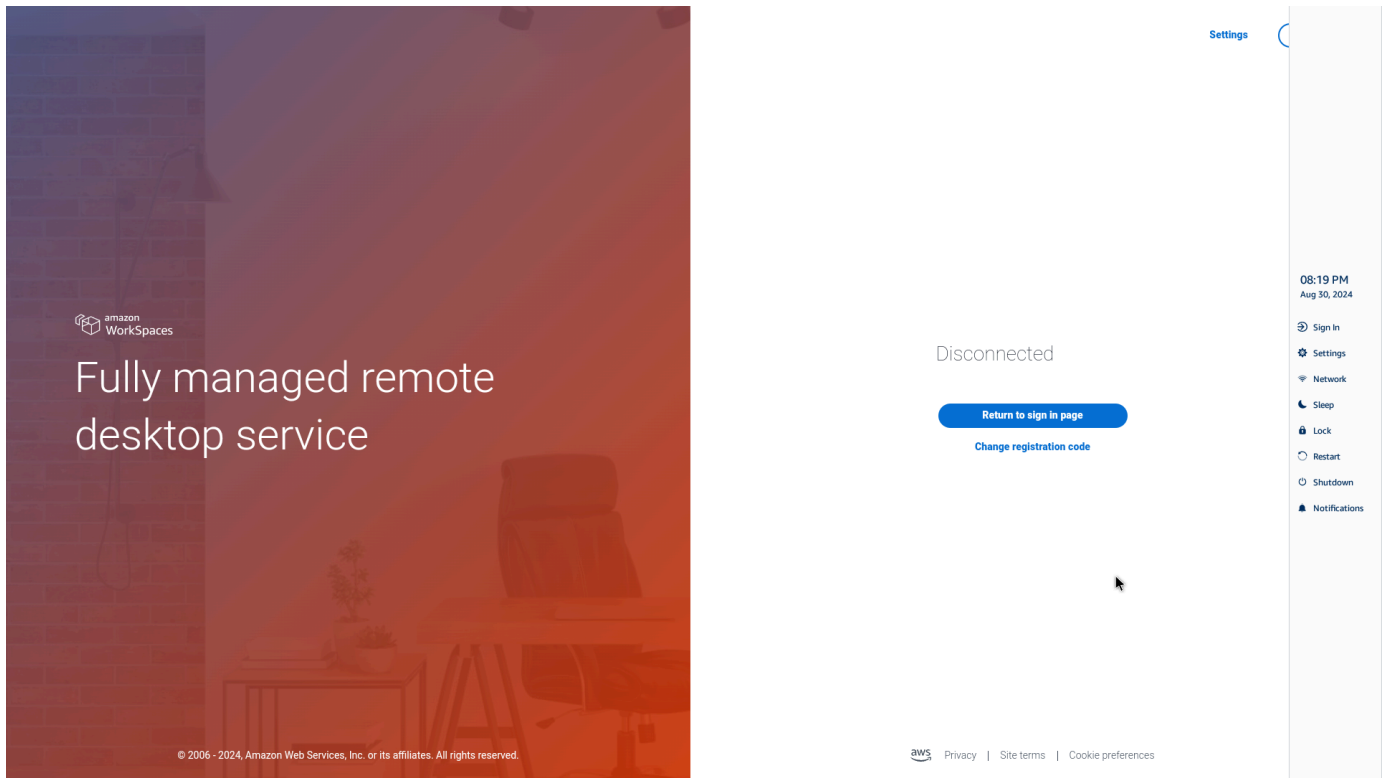 amazon
WorkSpaces
Fully managed remote
desktop service
© 2006 - 2024, Amazon Web Services, Inc. or its affiliates. All rights reserved.
Settings
Disconnected
Return to sign in page
Change registration code
aws Privacy | Site terms | Cookie preferences
08:19 PM
Aug 30, 2024
Sign In
Settings
Network
Sleep
Lock
Restart
Shutdown
Notifications